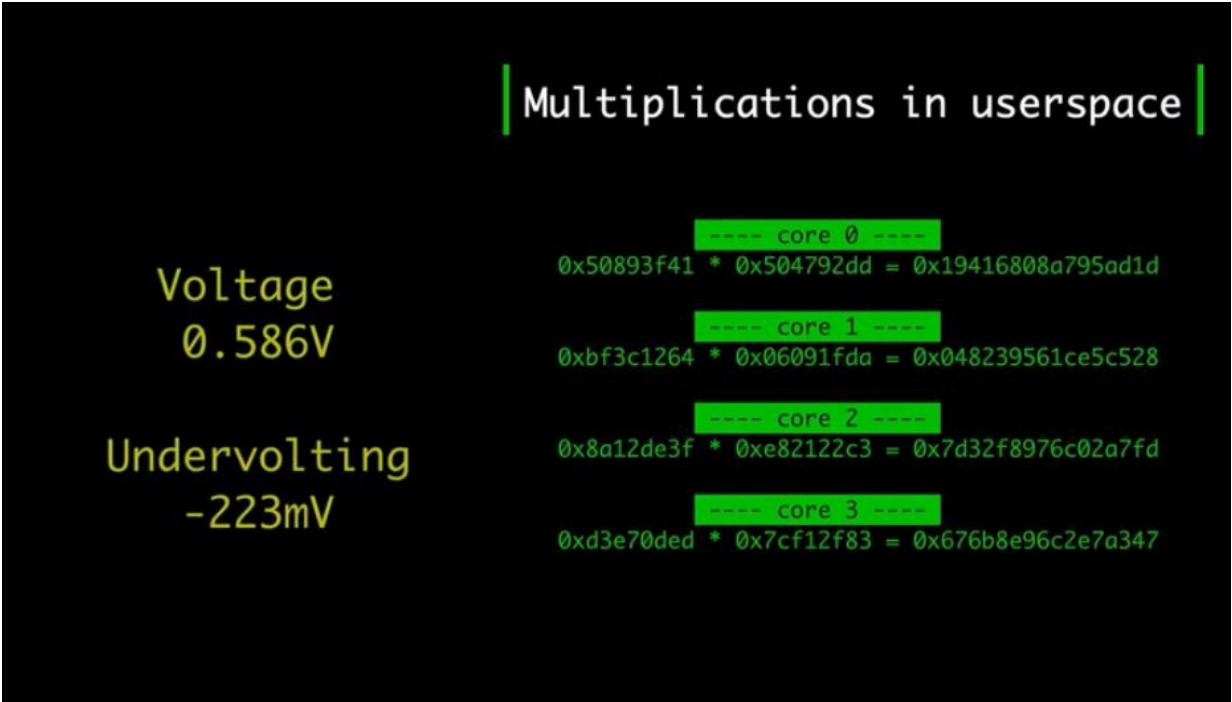 Multiplications in userspace
Voltage
0.586V
Undervolting
-223mV
---- core 0 ----
0x50893f41 * 0x504792dd = 0x19416808a795ad1d
---- core 1 ----
0xbf3c1264 * 0x06091fda = 0x048239561ce5c528
---- core 2 ----
0x8a12de3f * 0xe82122c3 = 0x7d32f8976c02a7fd
---- core 3 ----
0xd3e70ded * 0x7cf12f83 = 0x676b8e96c2e7a347